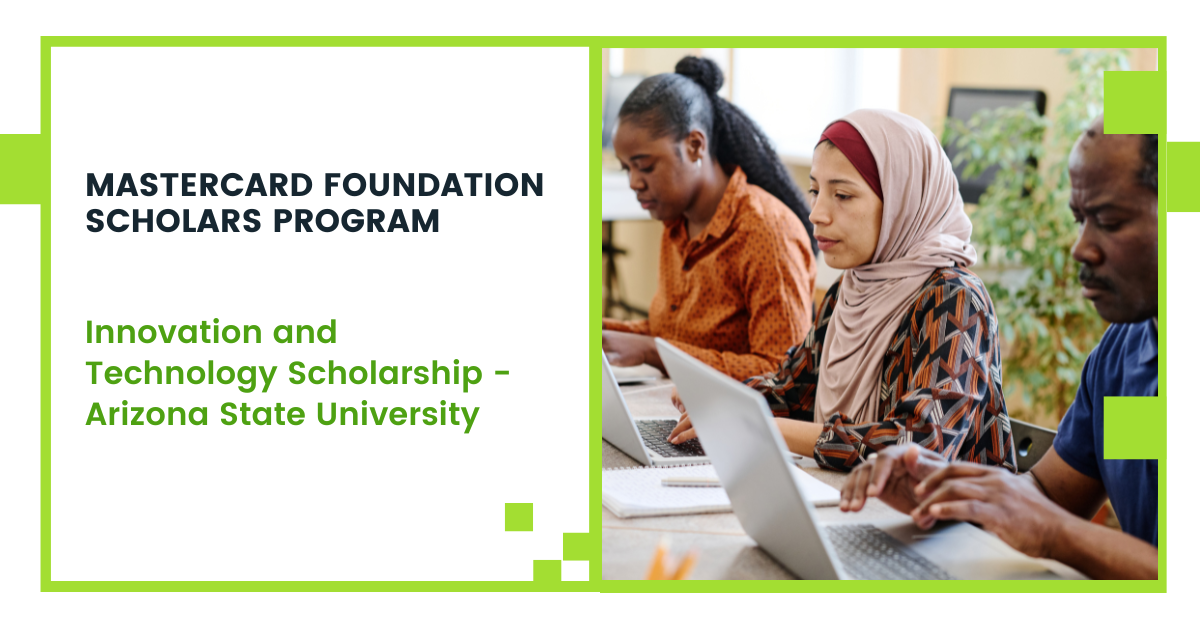 MASTERCARD FOUNDATION
SCHOLARS PROGRAM
Innovation and
Technology Scholarship -
Arizona State University